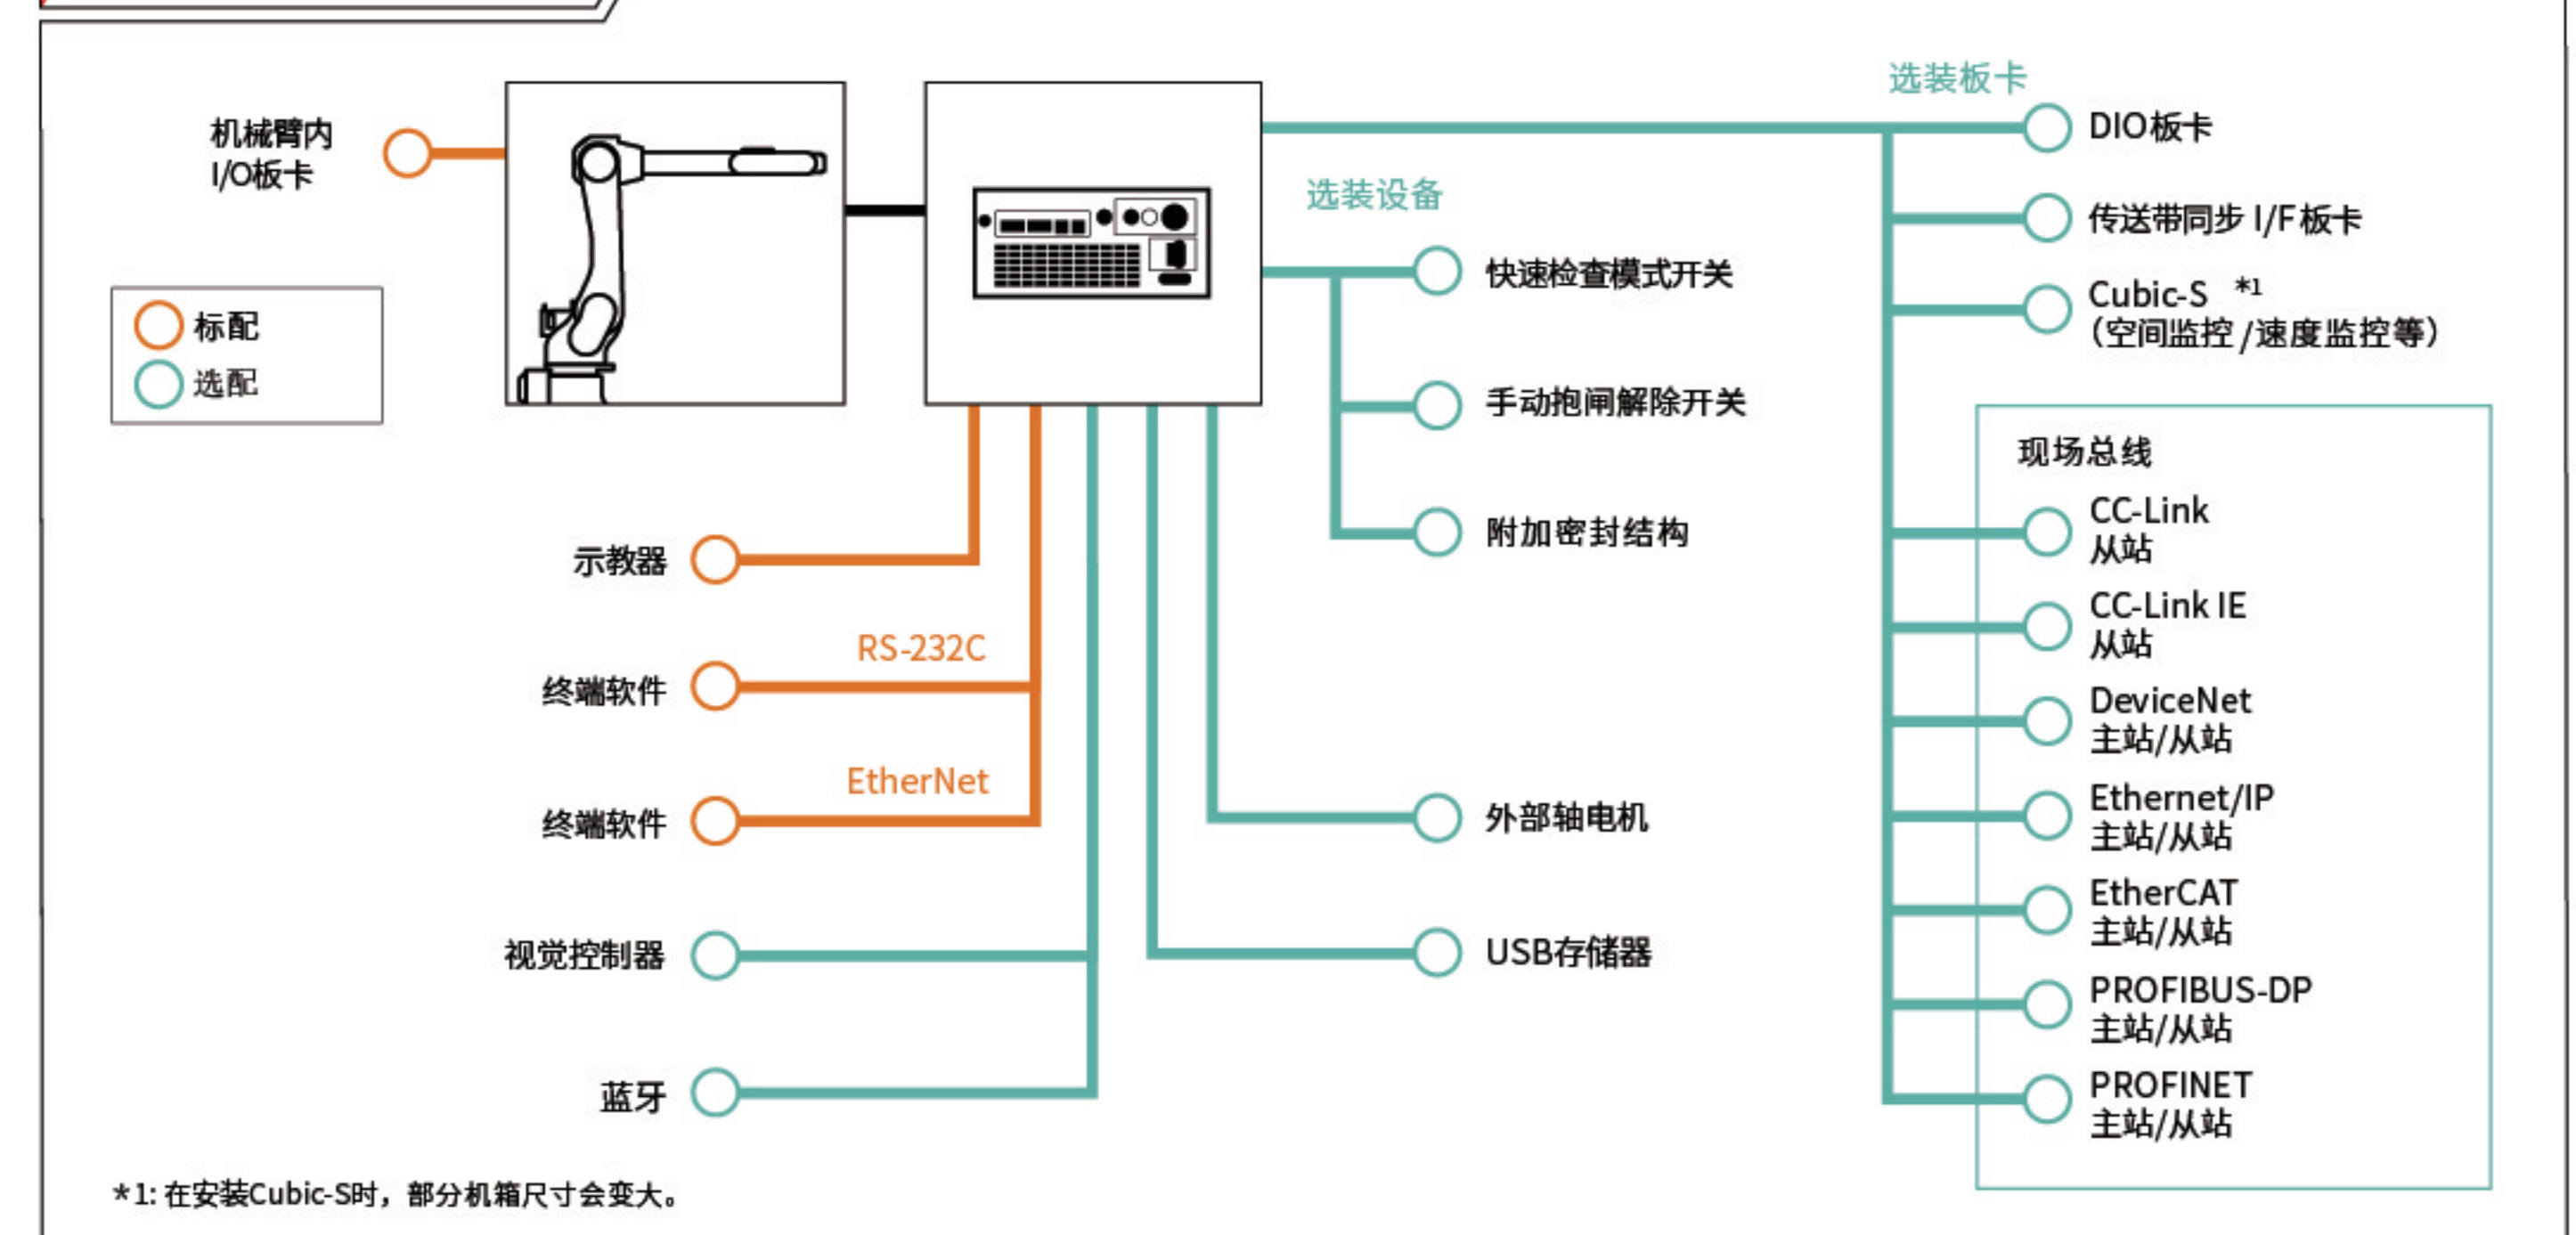 机械臂内
I/O板卡
标配
选配
示教器
RS-232C
终端软件
EtherNet
终端软件
视觉控制器
蓝牙
选装设备
快速检查模式开关
手动抱闸解除开关
附加密封结构
外部轴电机
USB存储器
选装板卡
DIO板卡
传送带同步 I/F 板卡
Cubic-S *1
（空间监控 /速度监控等）
现场总线
CC-Link
从站
CC-Link IE
从站
DeviceNet
主站/从站
Ethernet/IP
主站/从站
EtherCAT
主站/从站
PROFIBUS-DP
主站/从站
PROFINET
主站/从站
*1: 在安装Cubic-S时，部分机箱尺寸会变大。